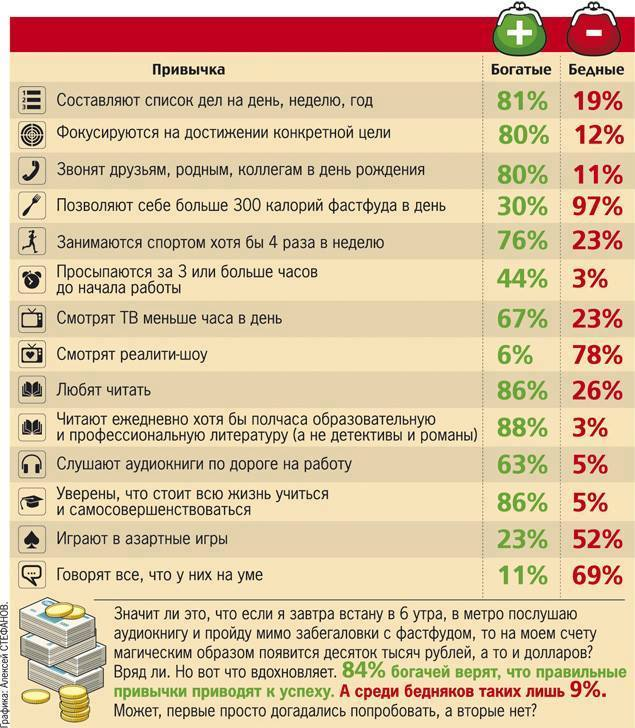 + -
Привычка Богатые Бедные
1 2 3 Составляют список дел на день, неделю, год 81% 19%
Фокусируются на достижении конкретной цели 80% 12%
Звонят друзьям, родным, коллегам в день рождения 80% 11%
Позволяют себе больше 300 калорий фастфуда в день 30% 97%
Занимаются спортом хотя бы 4 раза в неделю 76% 23%
Просыпаются за 3 или больше часов
до начала работы 44% 3%
Смотрят ТВ меньше часа в день 67% 23%
Смотрят реалити-шоу 6% 78%
Любят читать 86% 26%
Читают ежедневно хотя бы полчаса образовательную
и профессиональную литературу (а не детективы и романы) 88% 3%
Слушают аудиокниги по дороге на работу 63% 5%
Уверены, что стоит всю жизнь учиться
и самосовершенствоваться 86% 5%
Играют в азартные игры 23% 52%
Говорят все, что у них на уме 11% 69%
Значит ли это, что если я завтра встану в 6 утра, в метро послушаю
аудиокнигу и пройду мимо забегаловки с фастфудом, то на моем счету
магическим образом появится десяток тысяч рублей, а то и долларов?
Вряд ли. Но вот что вдохновляет. 84% богачей верят, что правильные
привычки приводят к успеху. А среди бедняков таких лишь 9%.
Может, первые просто догадались попробовать, а вторые нет?
Графика: Алексей СТЕФАНОВ.